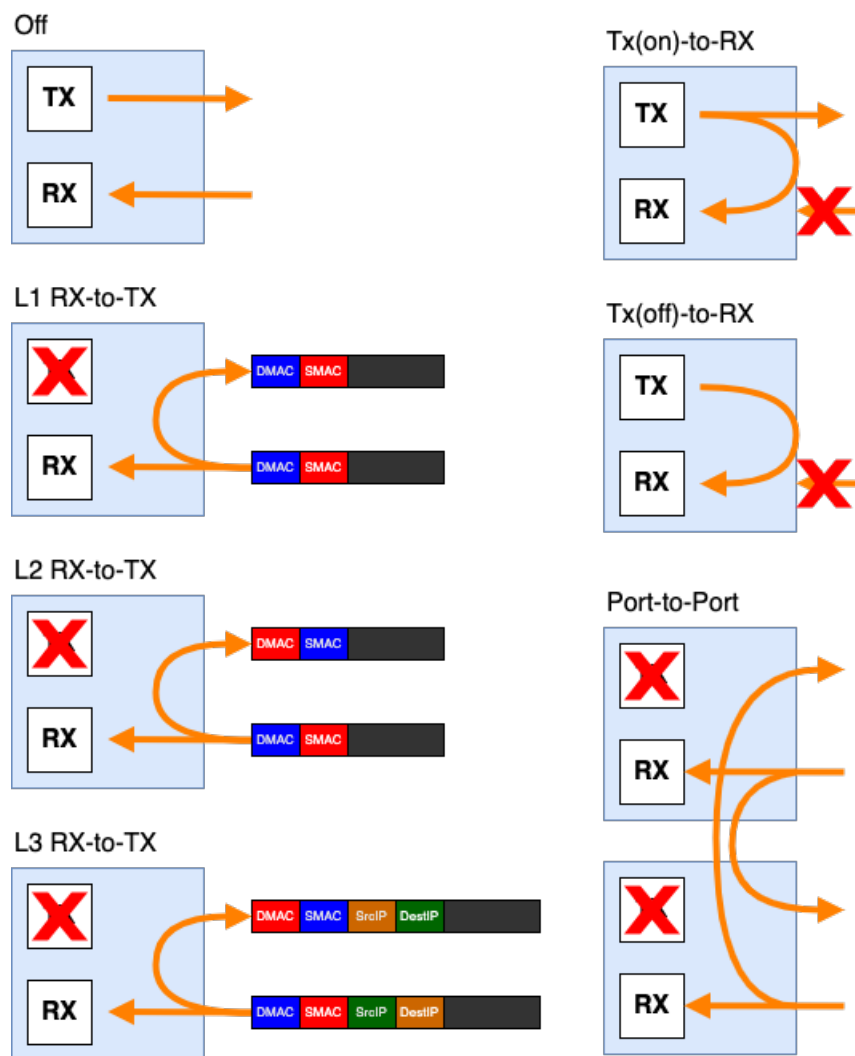 Off
TX
RX
L1 RX-to-TX
DMAC SMAC
RX
DMAC SMAC
L2 RX-to-TX
DMAC SMAC
RX
DMAC SMAC
L3 RX-to-TX
DMAC SMAC SrcIP DestIP
RX
DMAC SMAC SrcIP DestIP
Tx(on)-to-RX
TX
RX
Tx(off)-to-RX
TX
RX
Port-to-Port
RX
RX